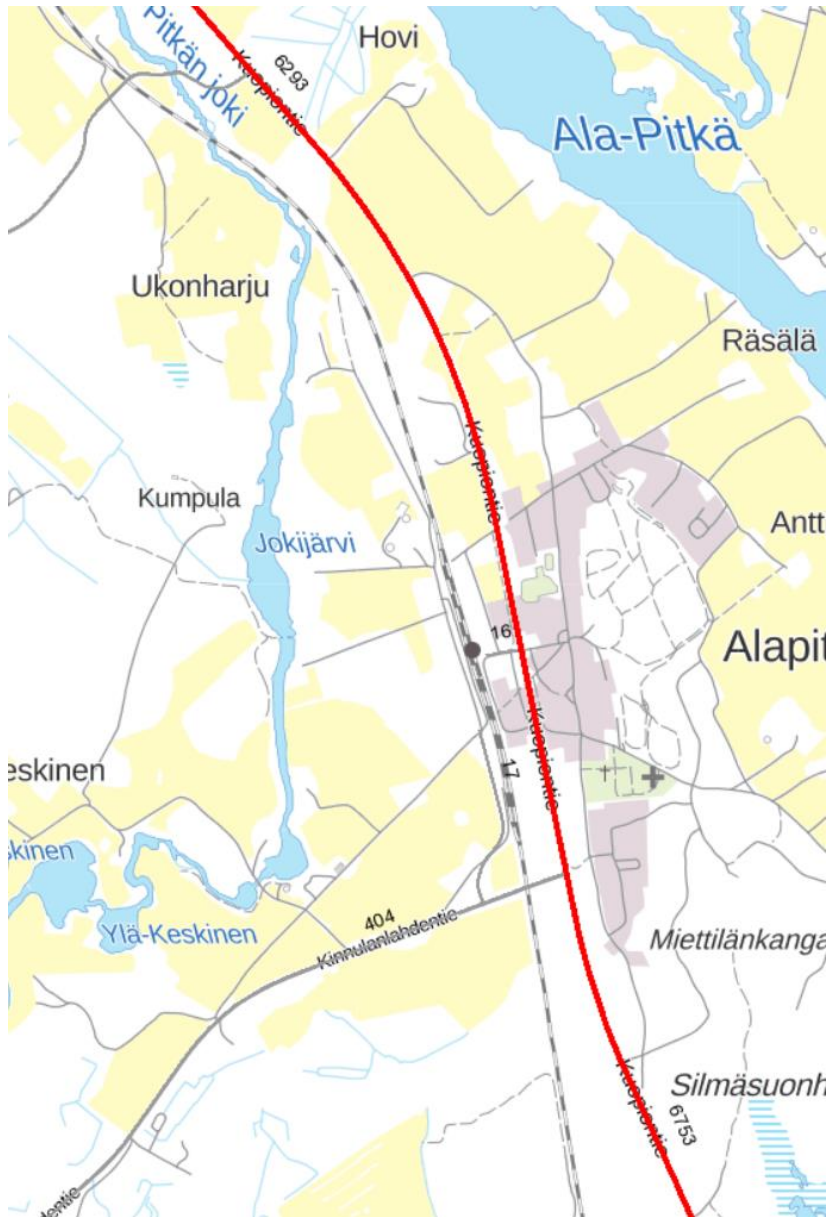 Hovi
Pitkän joki
6293
Kuopiontie
Ala-Pitkä
Ukonharju
Räsälä
Kuopiontie
Kumpula
Antt
Jokijärvi
16
Alapit
Kuopiontie
eskinen
17
skinen
404
Kinnulanlahdentie
Ylä-Keskinen
Miettilänkanga
Silmäsuonh
Kuopiontie
6753
dentie